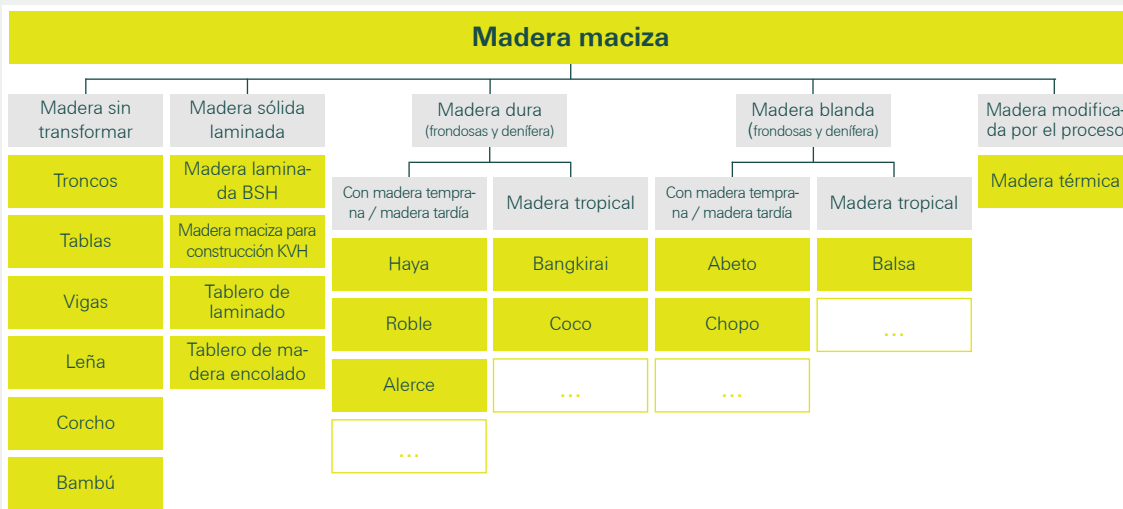 Madera maciza
Madera sin
transformar
Madera sólida
laminada
Madera dura
(frondosas y denífera)
Madera blanda
(frondosas y denífera)
Madera modifica-
da por el proceso
Troncos
Tablas
Vigas
Leña
Corcho
Bambú
Madera lamina-
da BSH
Madera maciza para
construcción KVH
Tablero de
laminado
Tablero de ma-
dera encolado
Con madera tempra-
na / madera tardía
Haya
Roble
Alerce
...
Madera tropical
Bangkirai
Coco
...
Con madera tempra-
na / madera tardía
Abeto
Chopo
...
Madera tropical
Balsa
...
Madera térmica